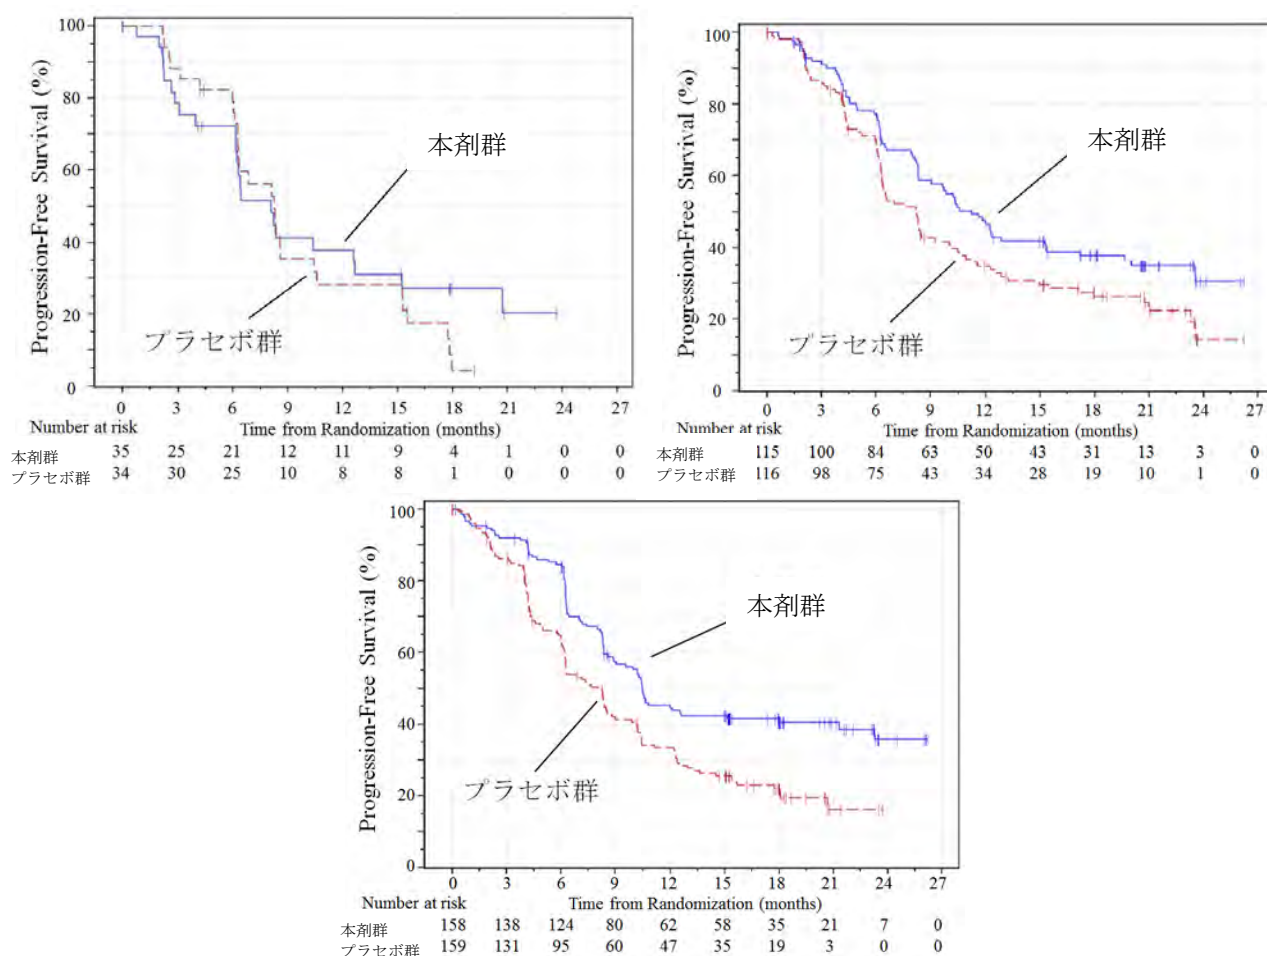 Progression-Free Survival (%)
100
80
60
40
20
0
本剤群
プラセボ群
0 3 6 9 12 15 18 21 24 27
Number at risk
Time from Randomization (months)
本剤群 35 25 21 12 11 9 4 1 0 0
プラセボ群 34 30 25 10 8 8 1 0 0 0
Progression-Free Survival (%)
100
80
60
40
20
0
本剤群
プラセボ群
0 3 6 9 12 15 18 21 24 27
Number at risk
Time from Randomization (months)
本剤群 115 100 84 63 50 43 31 13 3 0
プラセボ群 116 98 75 43 34 28 19 10 1 0
Progression-Free Survival (%)
100
80
60
40
20
0
本剤群
プラセボ群
0 3 6 9 12 15 18 21 24 27
Number at risk
Time from Randomization (months)
本剤群 158 138 124 80 62 58 35 21 7 0
プラセボ群 159 131 95 60 47 35 19 3 0 0